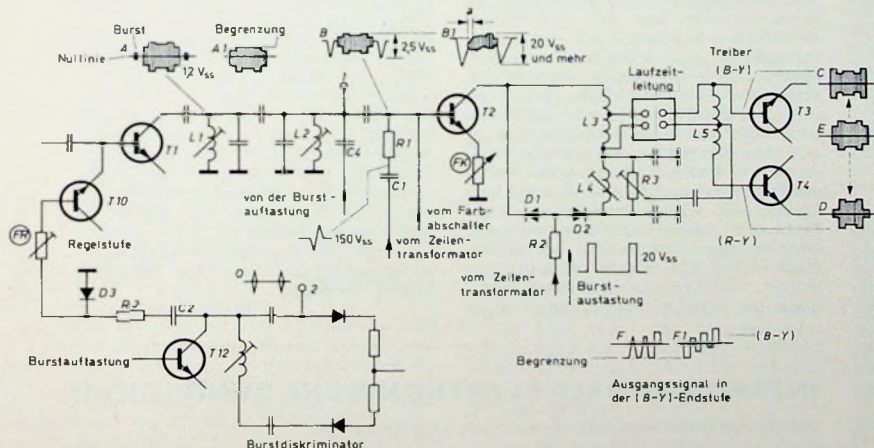 Burst
Begrenzung
Nullinie
A
1,2 Vss
A1
B
2,5 Vss
B1
a
20 Vss
und mehr
Treiber
(B-Y)
Laufzeit-
leitung
C
T3
E
T4
D
(R-Y)
T1
L1
L2
1
C4
R1
C1
T2
FK
L3
L5
L4
R3
D1
D2
R2
T10
FR
Regelstufe
von der Burst-
auftastung
150 Vss
vom Farb-
abschalter
vom Zeilen-
transformator
vom Zeilen-
transformator
20 Vss
Burst-
austastung
D3
C2
2
Burstauftastung
T12
Burstdiskriminator
F
F1
(B-Y)
Begrenzung
Ausgangssignal in
der (B-Y)-Endstufe